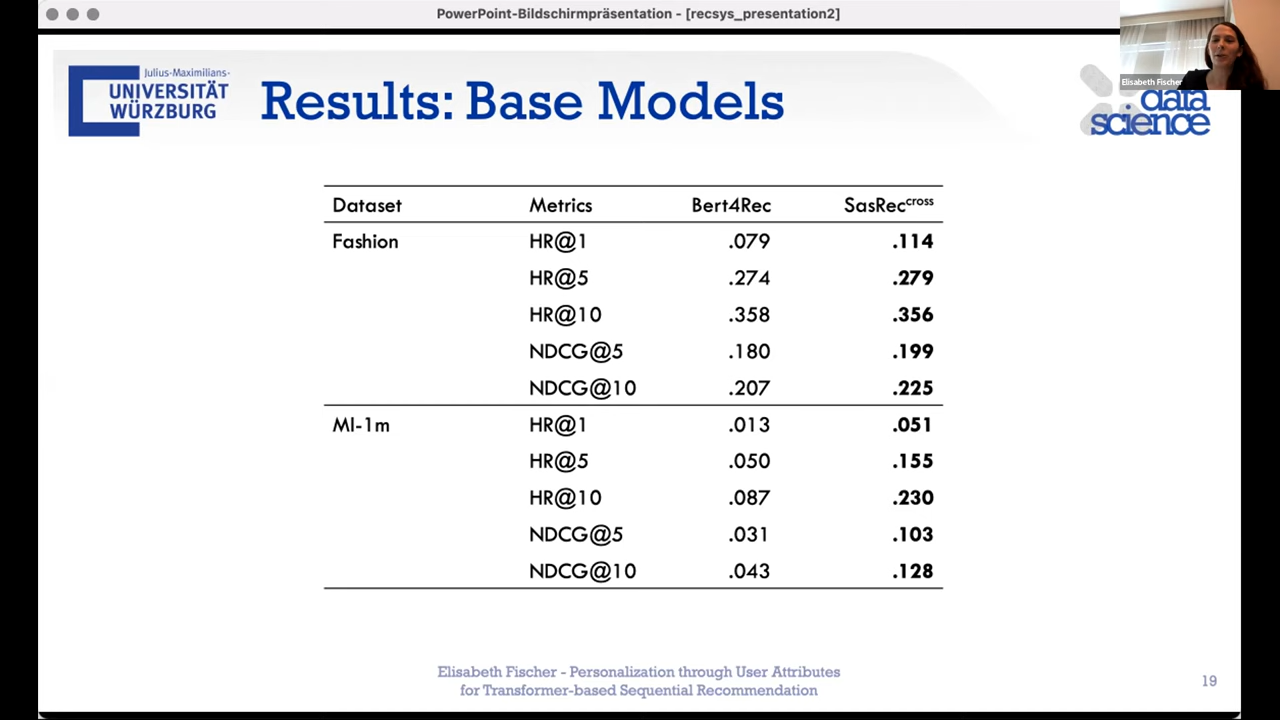 PowerPoint-Bildschirmpräsentation - [recsys_presentation2]
Elisabeth Fischer
Julius-Maximilians-
UNIVERSITÄT
WÜRZBURG
Results: Base Models
data
science
Dataset Metrics Bert4Rec SasRec^cross
Fashion HR@1 .079 .114
HR@5 .274 .279
HR@10 .358 .356
NDCG@5 .180 .199
NDCG@10 .207 .225
Ml-1m HR@1 .013 .051
HR@5 .050 .155
HR@10 .087 .230
NDCG@5 .031 .103
NDCG@10 .043 .128
Elisabeth Fischer - Personalization through User Attributes
for Transformer-based Sequential Recommendation
19